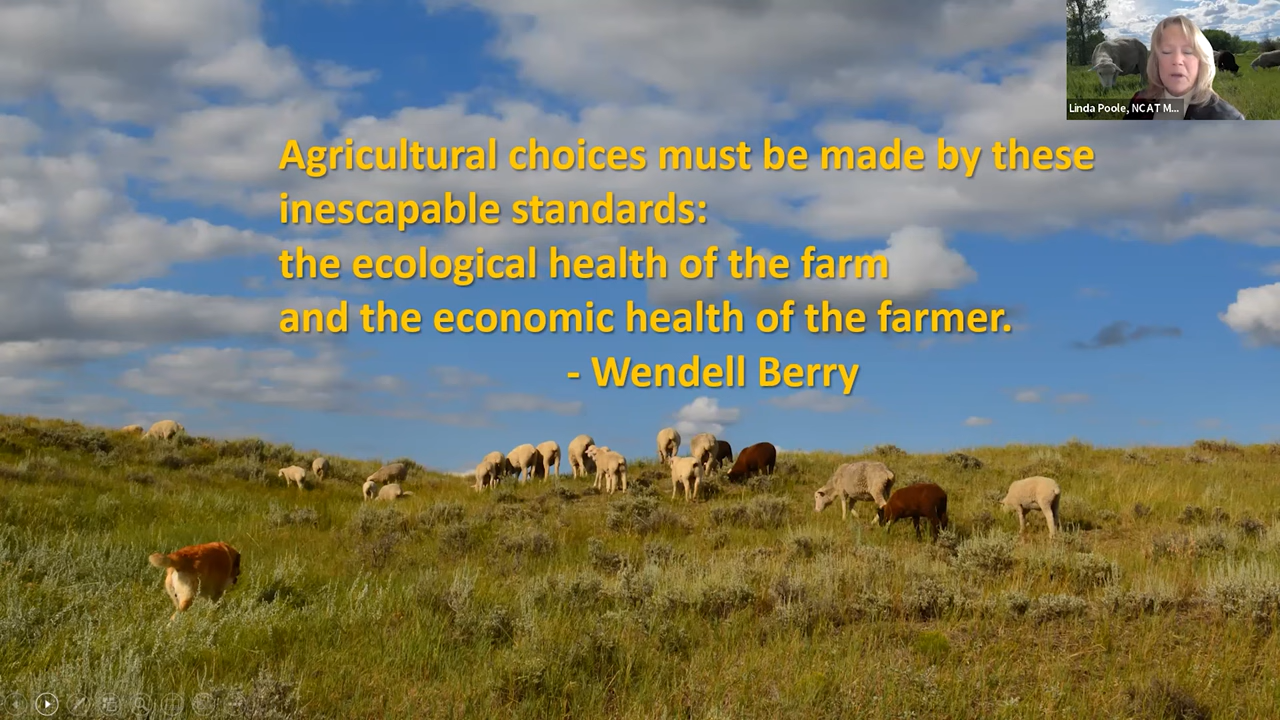 Linda Poole, NCAT M...
Agricultural choices must be made by these
inescapable standards:
the ecological health of the farm
and the economic health of the farmer.
- Wendell Berry